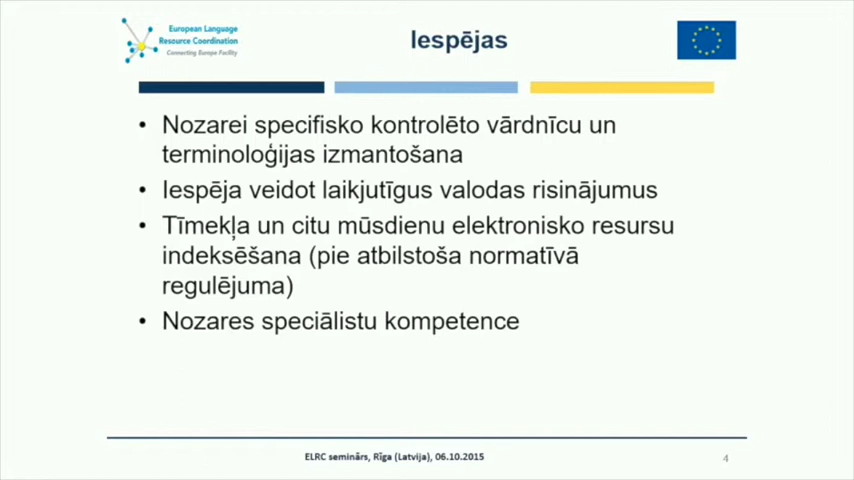 European Language
Resource Coordination
Connecting Europe Facility
Iespējas
• Nozarei specifisko kontrolēto vārdnīcu un
terminoloģijas izmantošana
• Iespēja veidot laikjutīgus valodas risinājumus
• Tīmekļa un citu mūsdienu elektronisko resursu
indeksēšana (pie atbilstoša normatīvā
regulējuma)
• Nozares speciālistu kompetence
ELRC seminārs, Rīga (Latvija), 06.10.2015
4